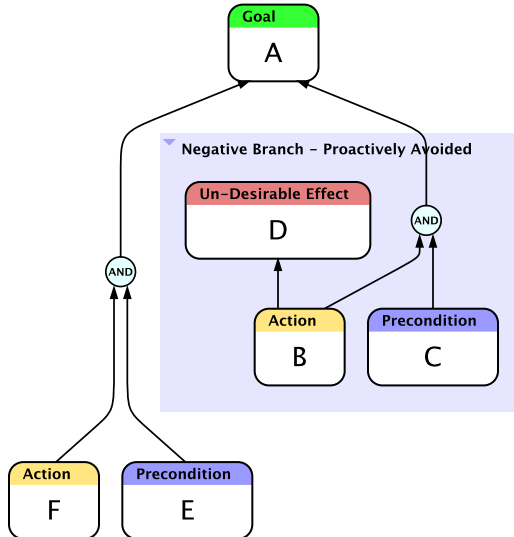 Goal
A
Negative Branch - Proactively Avoided
Un-Desirable Effect
D
AND
AND
Action
B
Precondition
C
Action
F
Precondition
E